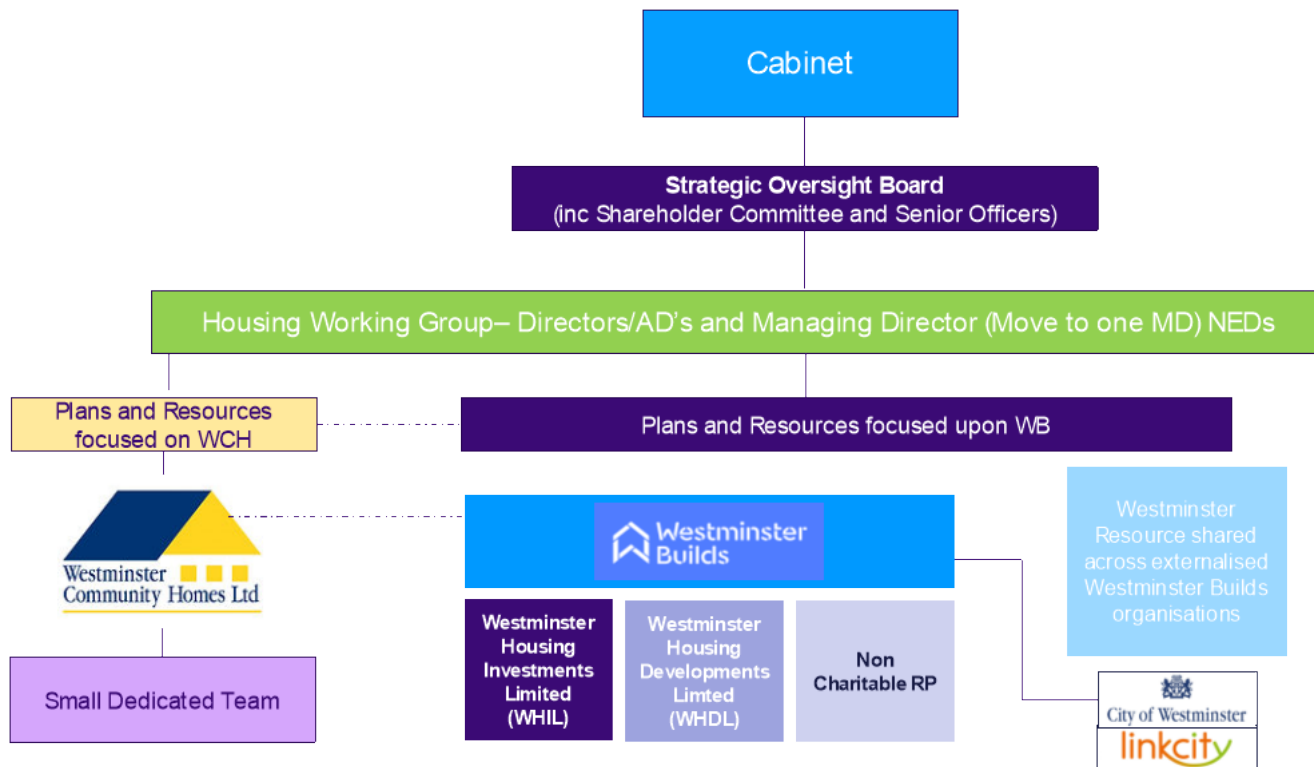 Cabinet
Strategic Oversight Board
(inc Shareholder Committee and Senior Officers)
Housing Working Group– Directors/AD's and Managing Director (Move to one MD) NEDs
Plans and Resources
focused on WCH
Plans and Resources focused upon WB
Westminster
Community Homes Ltd
Westminster
Builds
Westminster
Resource shared
across externalised
Westminster Builds
organisations
Small Dedicated Team
Westminster
Housing
Investments
Limited
(WHIL)
Westminster
Housing
Developments
Limted
(WHDL)
Non
Charitable RP
City of Westminster
linkcity